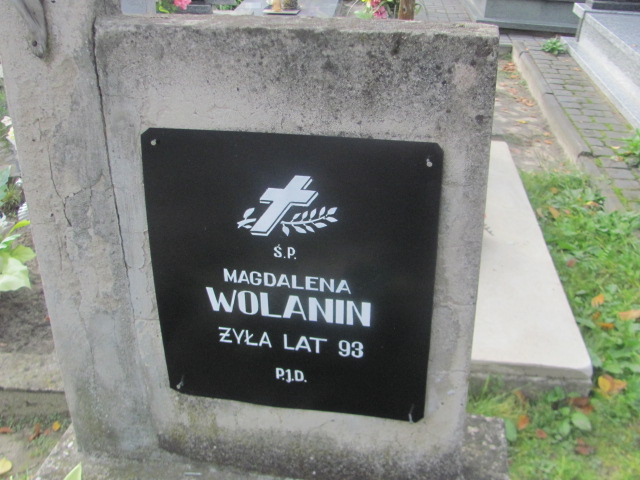 Ś.P.
MAGDALENA
WOLANIN
ŻYŁA LAT 93
P.J.D.